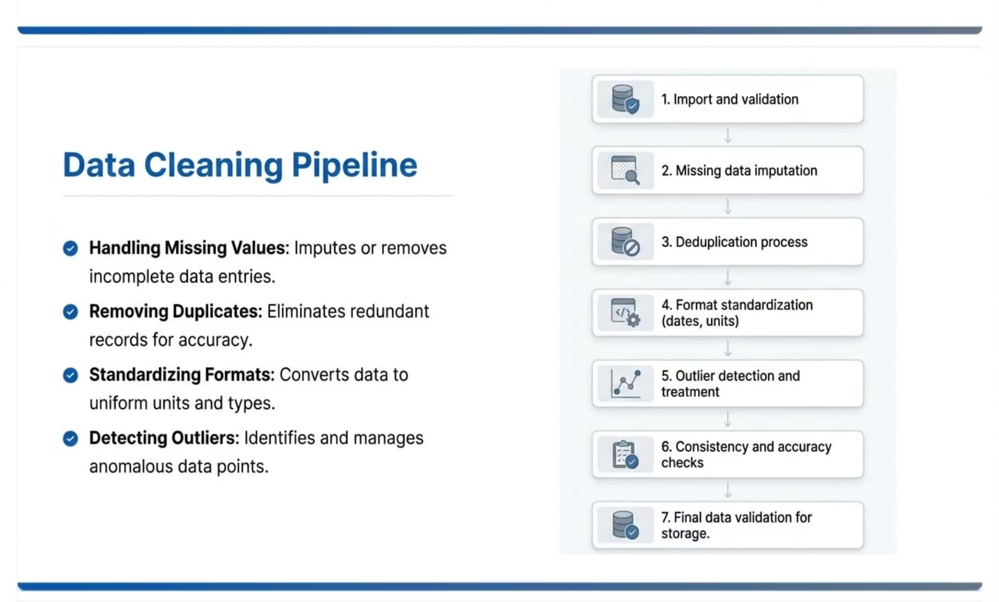 Data Cleaning Pipeline
Handling Missing Values: Imputes or removes
incomplete data entries.
Removing Duplicates: Eliminates redundant
records for accuracy.
Standardizing Formats: Converts data to
uniform units and types.
Detecting Outliers: Identifies and manages
anomalous data points.
1. Import and validation
2. Missing data imputation
3. Deduplication process
4. Format standardization
(dates, units)
5. Outlier detection and
treatment
6. Consistency and accuracy
checks
7. Final data validation for
storage.